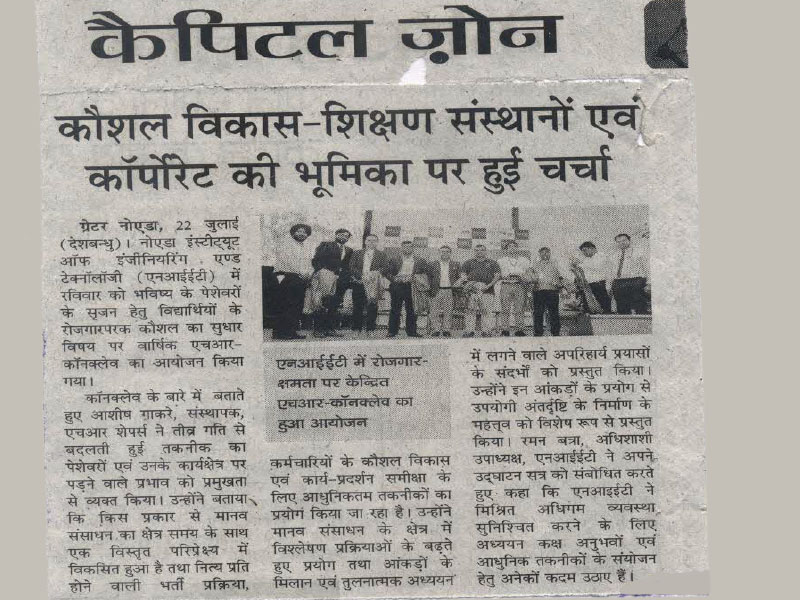 कैपिटल ज़ोन
कौशल विकास-शिक्षण संस्थानों एवं
कॉर्पोरेट की भूमिका पर हुई चर्चा
ग्रेटर नोएडा, 22 जुलाई
(देशबन्धु)। नोएडा इंस्टीट्यूट
ऑफ इंजीनियरिंग एण्ड
टेक्नॉलॉजी (एनआईईटी) में
रविवार को भविष्य के पेशेवरों
के सृजन हेतु विद्यार्थियों के
रोजगारपरक कौशल का सुधार
विषय पर वार्षिक एचआर-
कॉनक्लेव का आयोजन किया
गया।
कॉनक्लेव के बारे में बताते
हुए आशीष गाकरे, संस्थापक,
एचआर शेपर्स ने तीव्र गति से
बदलती हुई तकनीक का
पेशेवरों एवं उनके कार्यक्षेत्र पर
पड़ने वाले प्रभाव को प्रमुखता
से व्यक्त किया। उन्होंने बताया
कि किस प्रकार से मानव
संसाधन का क्षेत्र समय के साथ
एक विस्तृत परिप्रेक्ष्य में
विकसित हुआ है तथा नित्य प्रति
होने वाली भर्ती प्रक्रिया,
एनआईईटी में रोजगार-
क्षमता पर केन्द्रित
एचआर-कॉनक्लेव का
हुआ आयोजन
कर्मचारियों के कौशल विकास
एवं कार्य-प्रदर्शन समीक्षा के
लिए आधुनिकतम तकनीकों का
प्रयोग किया जा रहा है। उन्होंने
मानव संसाधन के क्षेत्र में
विश्लेषण प्रक्रियाओं के बढ़ते
हुए प्रयोग तथा आंकड़ों के
मिलान एवं तुलनात्मक अध्ययन
में लगने वाले अपरिहार्य प्रयासों
के संदर्भों को प्रस्तुत किया।
उन्होंने इन आंकड़ों के प्रयोग से
उपयोगी अंतर्दृष्टि के निर्माण के
महत्तव को विशेष रूप से प्रस्तुत
किया। रमन बत्रा, अधिशाशी
उपाध्यक्ष, एनआईईटी ने अपने
उद्घाटन सत्र को संबोधित करते
हुए कहा कि एनआइईटी ने
मिश्रित अधिगम व्यवस्था
सुनिश्चित करने के लिए
अध्ययन कक्ष अनुभवों एवं
आधुनिक तकनीकों के संयोजन
हेतु अनेकों कदम उठाए हैं।